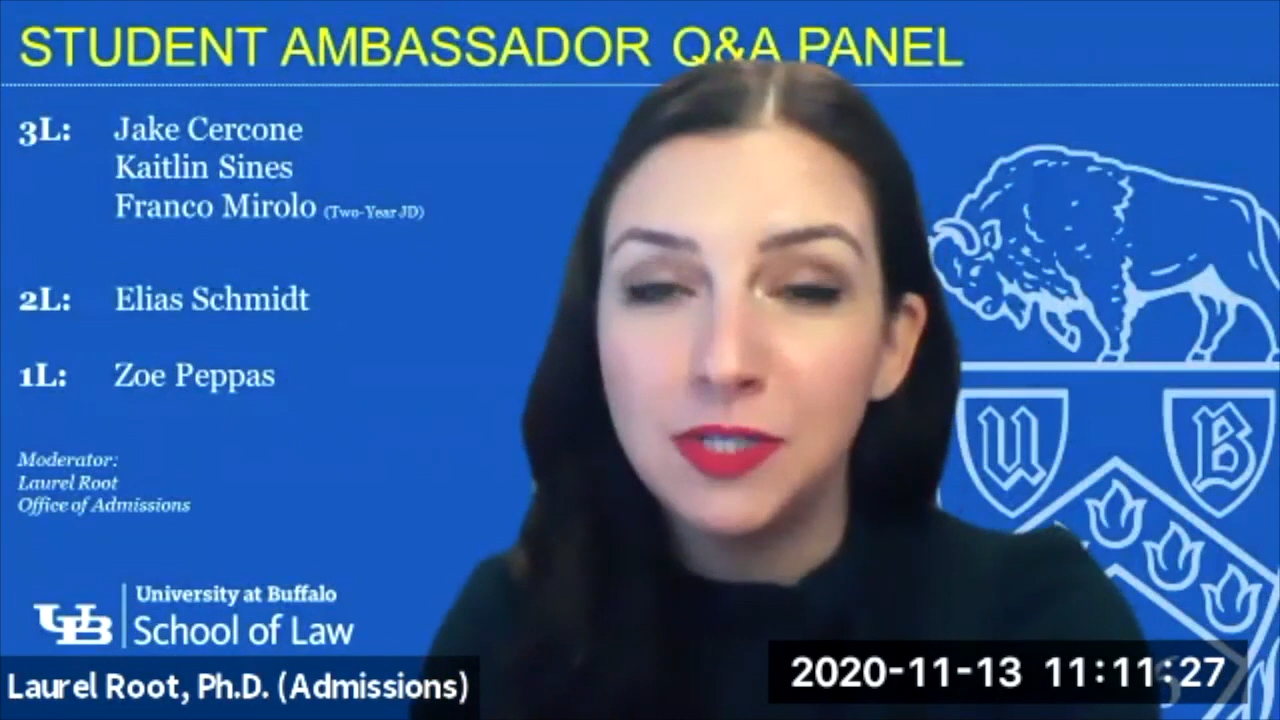 STUDENT AMBASSADOR Q&A PANEL
3L: Jake Cercone
Kaitlin Sines
Franco Mirolo (Two-Year JD)
2L: Elias Schmidt
1L: Zoe Peppas
Moderator:
Laurel Root
Office of Admissions
UB University at Buffalo
School of Law
U B
Laurel Root, Ph.D. (Admissions)
2020-11-13 11:11:27